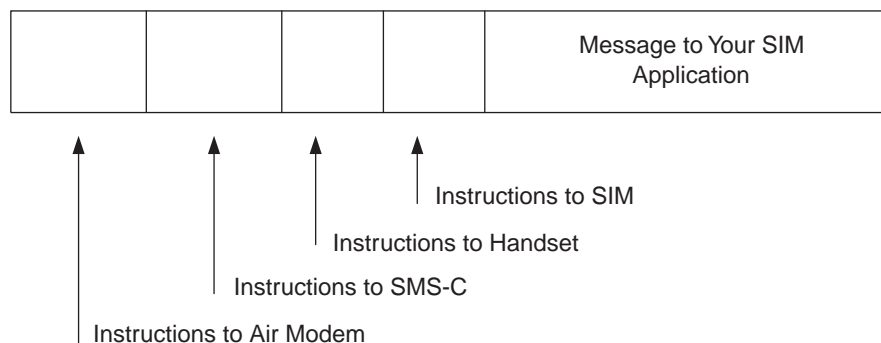 Message to Your SIM
Application
Instructions to SIM
Instructions to Handset
Instructions to SMS-C
Instructions to Air Modem